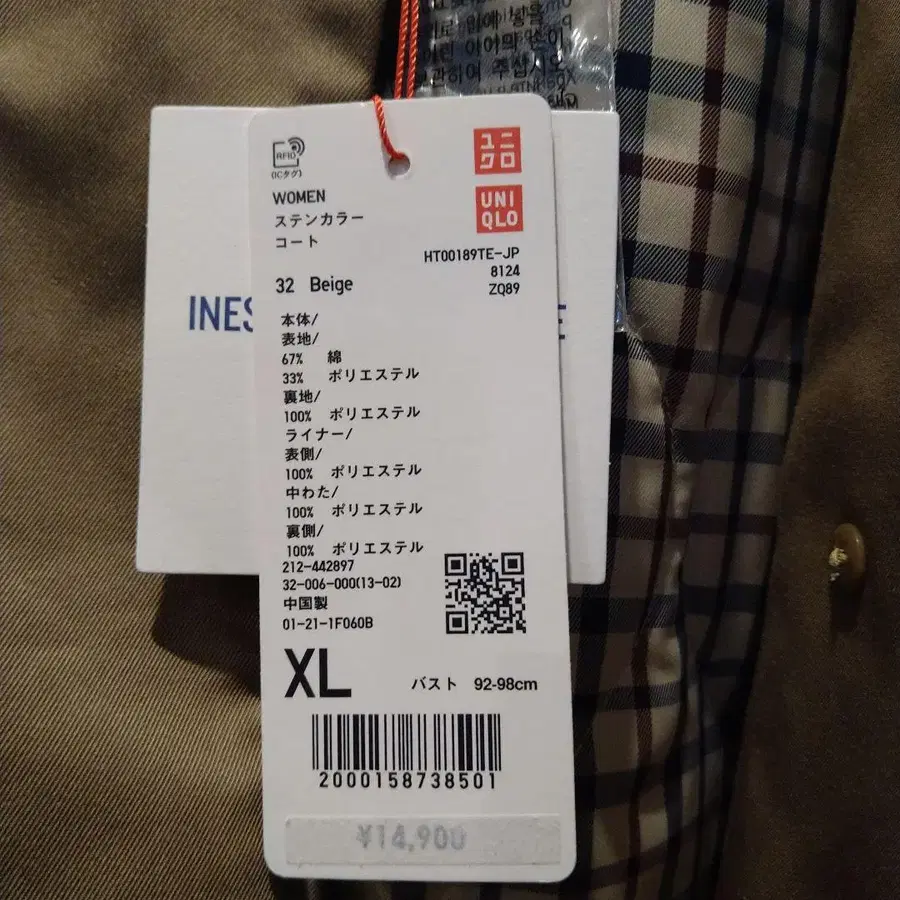 RFID
(ICタグ)
ユニ
クロ
UNI
QLO
WOMEN
ステンカラー
コート
HT00189TE-JP
8124
ZQ89
32 Beige
INES
E
本体/
表地/
67% 綿
33% ポリエステル
裏地/
100% ポリエステル
ライナー/
表側/
100% ポリエステル
中わた/
100% ポリエステル
裏側/
100% ポリエステル
212-442897
32-006-000(13-02)
中国製
01-21-1F060B
XL
バスト 92-98cm
2000158738501
¥14,900